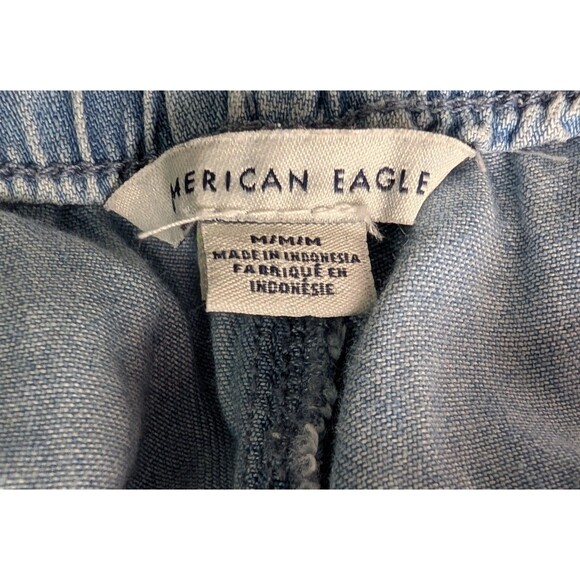 MERICAN EAGLE
M/M/M
MADE IN INDONESIA
FABRIQUÉ EN
INDONÉSIE